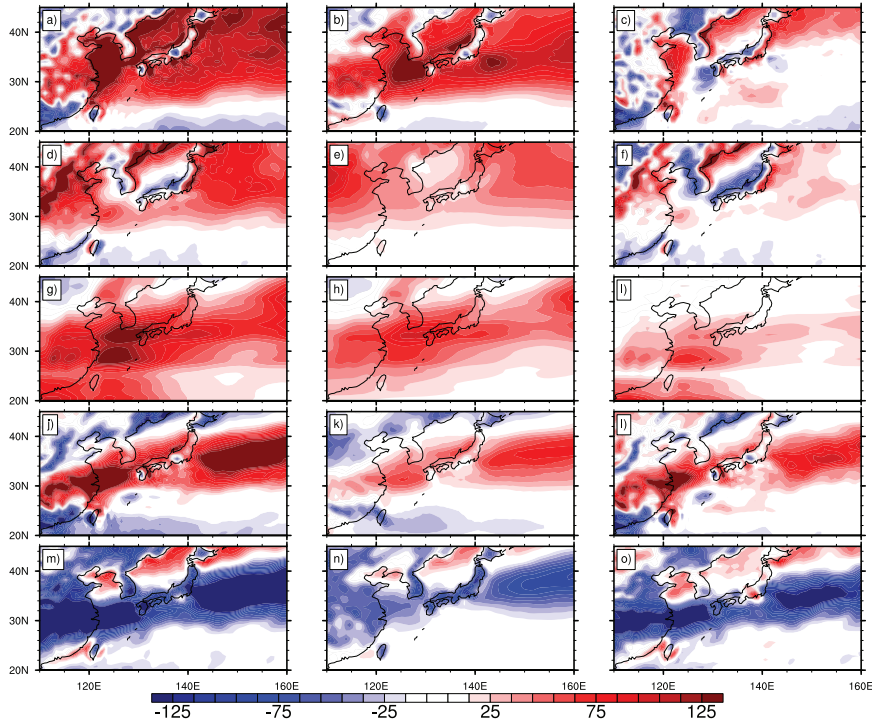 a) b) c)
40N
30N
20N
d) e) f)
40N
30N
20N
g) h) I)
40N
30N
20N
j) k) l)
40N
30N
20N
m) n) o)
40N
30N
20N
120E 140E 160E 120E 140E 160E 120E 140E 160E
-125 -75 -25 25 75 125